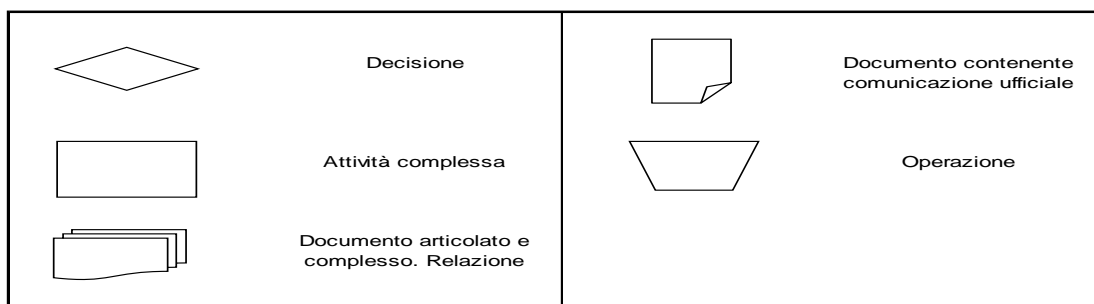 Decisione
Attività complessa
Documento articolato e
complesso. Relazione
Documento contenente
comunicazione ufficiale
Operazione